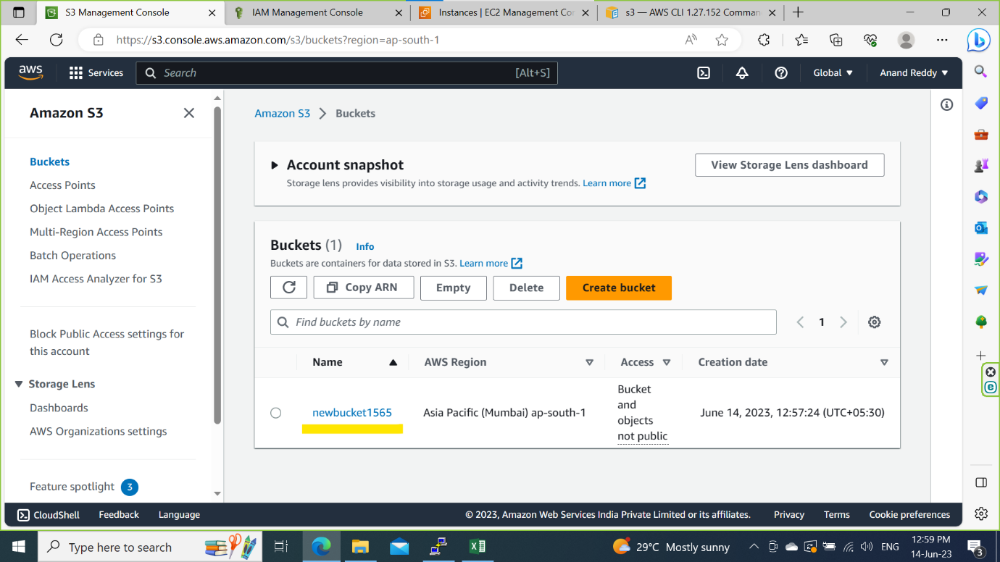 S3 Management Console
IAM Management Console
Instances | EC2 Management Con
s3 — AWS CLI 1.27.152 Comman
https://s3.console.aws.amazon.com/s3/buckets?region=ap-south-1
aws
Services
Search
[Alt+S]
Global
Anand Reddy
Amazon S3
Buckets
Access Points
Object Lambda Access Points
Multi-Region Access Points
Batch Operations
IAM Access Analyzer for S3
Block Public Access settings for
this account
Storage Lens
Dashboards
AWS Organizations settings
Feature spotlight 3
Amazon S3 > Buckets
Account snapshot
Storage lens provides visibility into storage usage and activity trends. Learn more
View Storage Lens dashboard
Buckets (1) Info
Buckets are containers for data stored in S3. Learn more
Copy ARN
Empty
Delete
Create bucket
Find buckets by name
1
Name
AWS Region
Access
Creation date
newbucket1565
Asia Pacific (Mumbai) ap-south-1
Bucket
and
objects
not public
June 14, 2023, 12:57:24 (UTC+05:30)
CloudShell
Feedback
Language
© 2023, Amazon Web Services India Private Limited or its affiliates.
Privacy
Terms
Cookie preferences
Type here to search
29°C Mostly sunny
ENG
12:59 PM
14-Jun-23
3